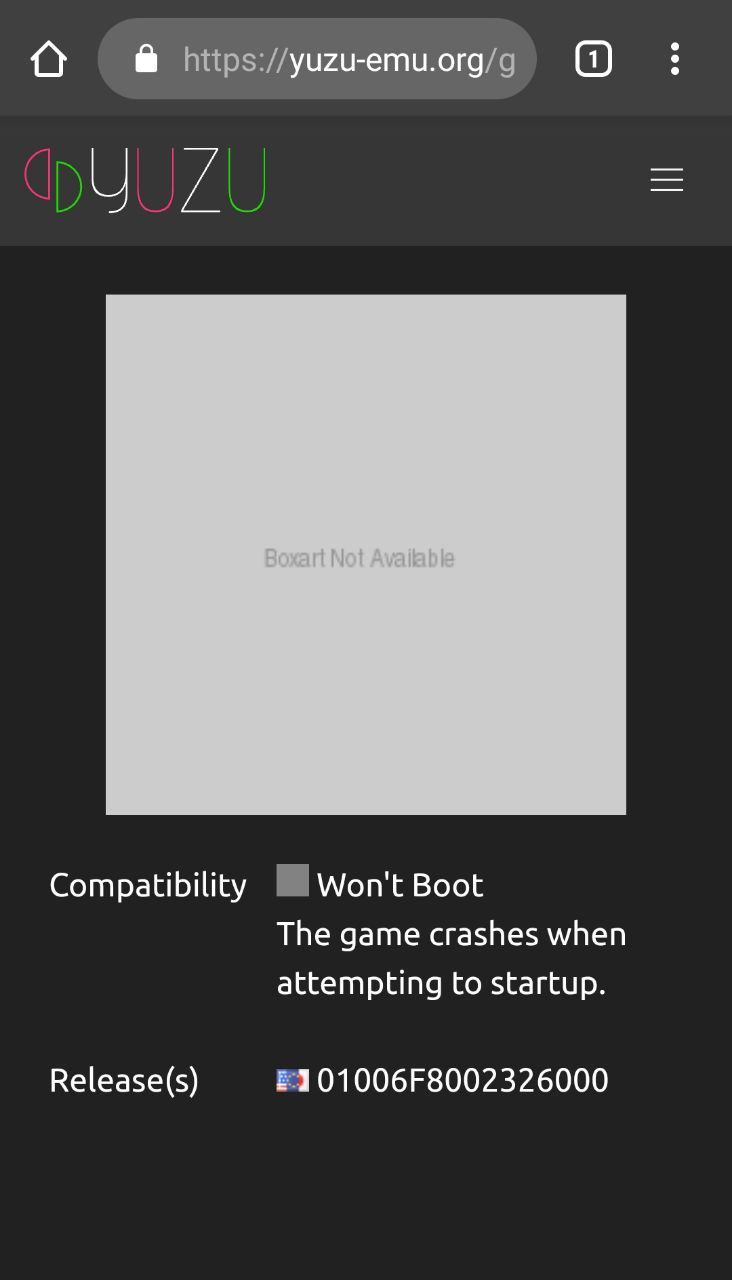 https://yuzu-emu.org/g
1
YUZU
Boxart Not Available
Compatibility
Won't Boot
The game crashes when
attempting to startup.
Release(s)
01006F8002326000